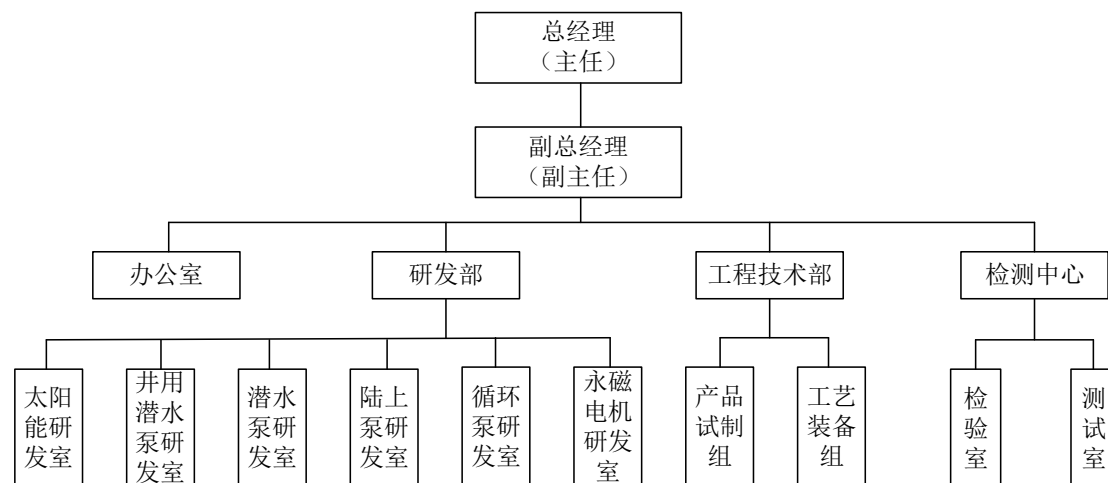 总经理
（主任）
副总经理
（副主任）
办公室
研发部
工程技术部
检测中心
太阳
能研
发室
井用
潜水
泵研
发室
潜水
泵研
发室
陆上
泵研
发室
循环
泵研
发室
永磁
电机
研发
室
产品
试制
组
工艺
装备
组
检
验
室
测
试
室